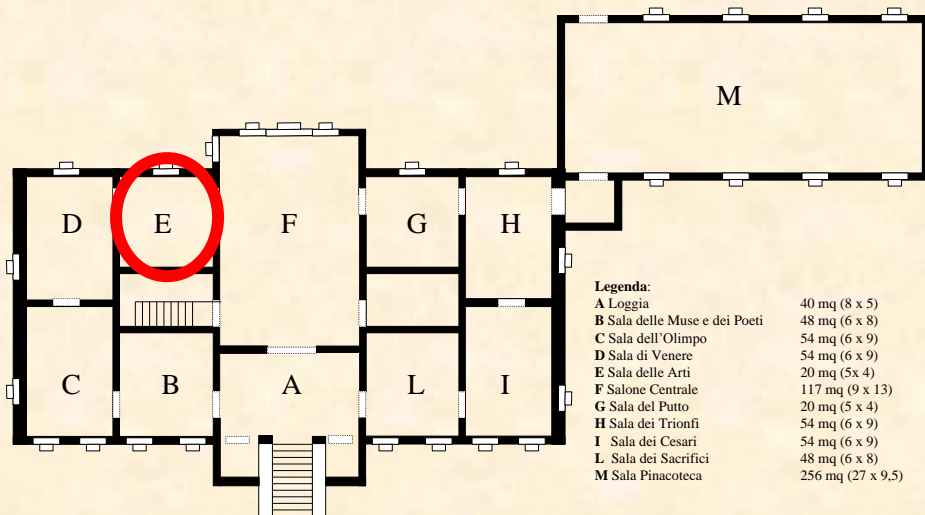 M
D
E
F
G
H
C
B
A
L
I
Legenda:
A Loggia 40 mq (8 x 5)
B Sala delle Muse e dei Poeti 48 mq (6 x 8)
C Sala dell'Olimpo 54 mq (6 x 9)
D Sala di Venere 54 mq (6 x 9)
E Sala delle Arti 20 mq (5x 4)
F Salone Centrale 117 mq (9 x 13)
G Sala del Putto 20 mq (5 x 4)
H Sala dei Trionfi 54 mq (6 x 9)
I Sala dei Cesari 54 mq (6 x 9)
L Sala dei Sacrifici 48 mq (6 x 8)
M Sala Pinacoteca 256 mq (27 x 9,5)